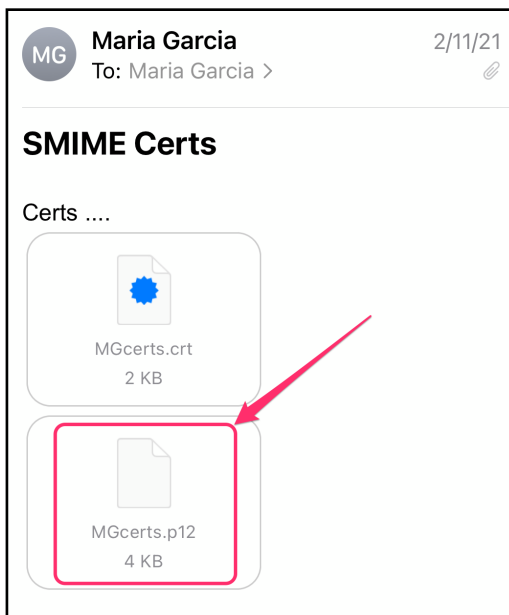 MG
Maria Garcia
2/11/21
To: Maria Garcia >
SMIME Certs
Certs ....
MGcerts.crt
2 KB
MGcerts.p12
4 KB